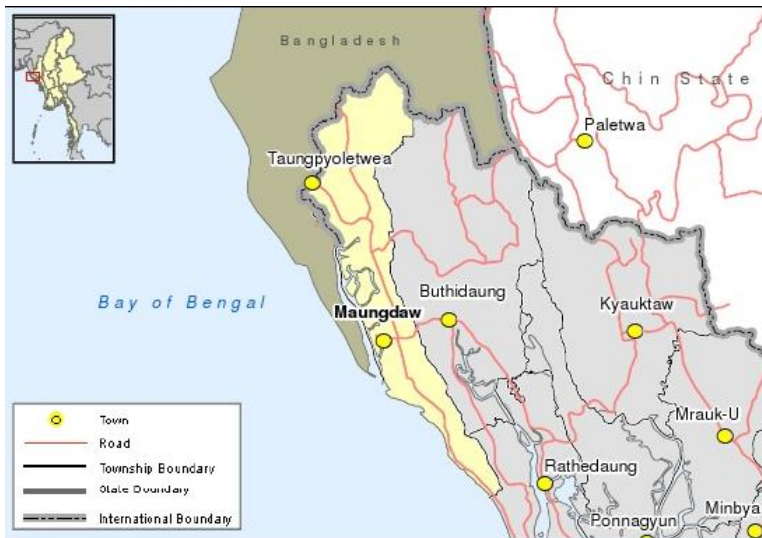 Bangladesh
Chin State
Paletwa
Taungpyoletwea
Bay of Bengal
Buthidaung
Maungdaw
Kyauktaw
Mrauk-U
Rathedaung
Ponnagyun
Minbya
Town
Road
Township Boundary
State Boundary
International Boundary